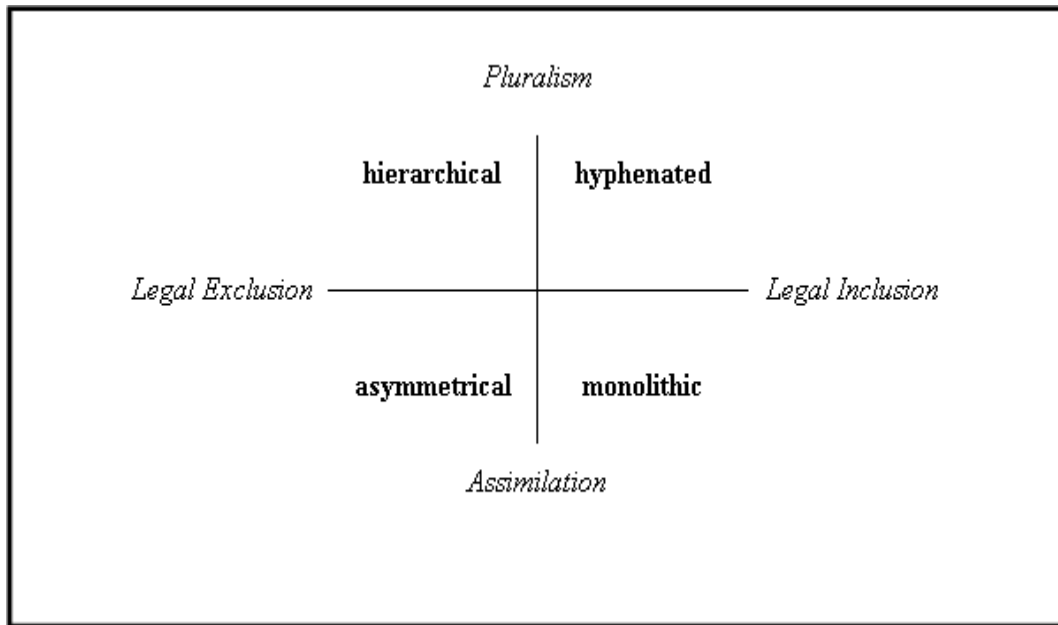 Pluralism
hierarchical hyphenated
Legal Exclusion Legal Inclusion
asymmetrical monolithic
Assimilation